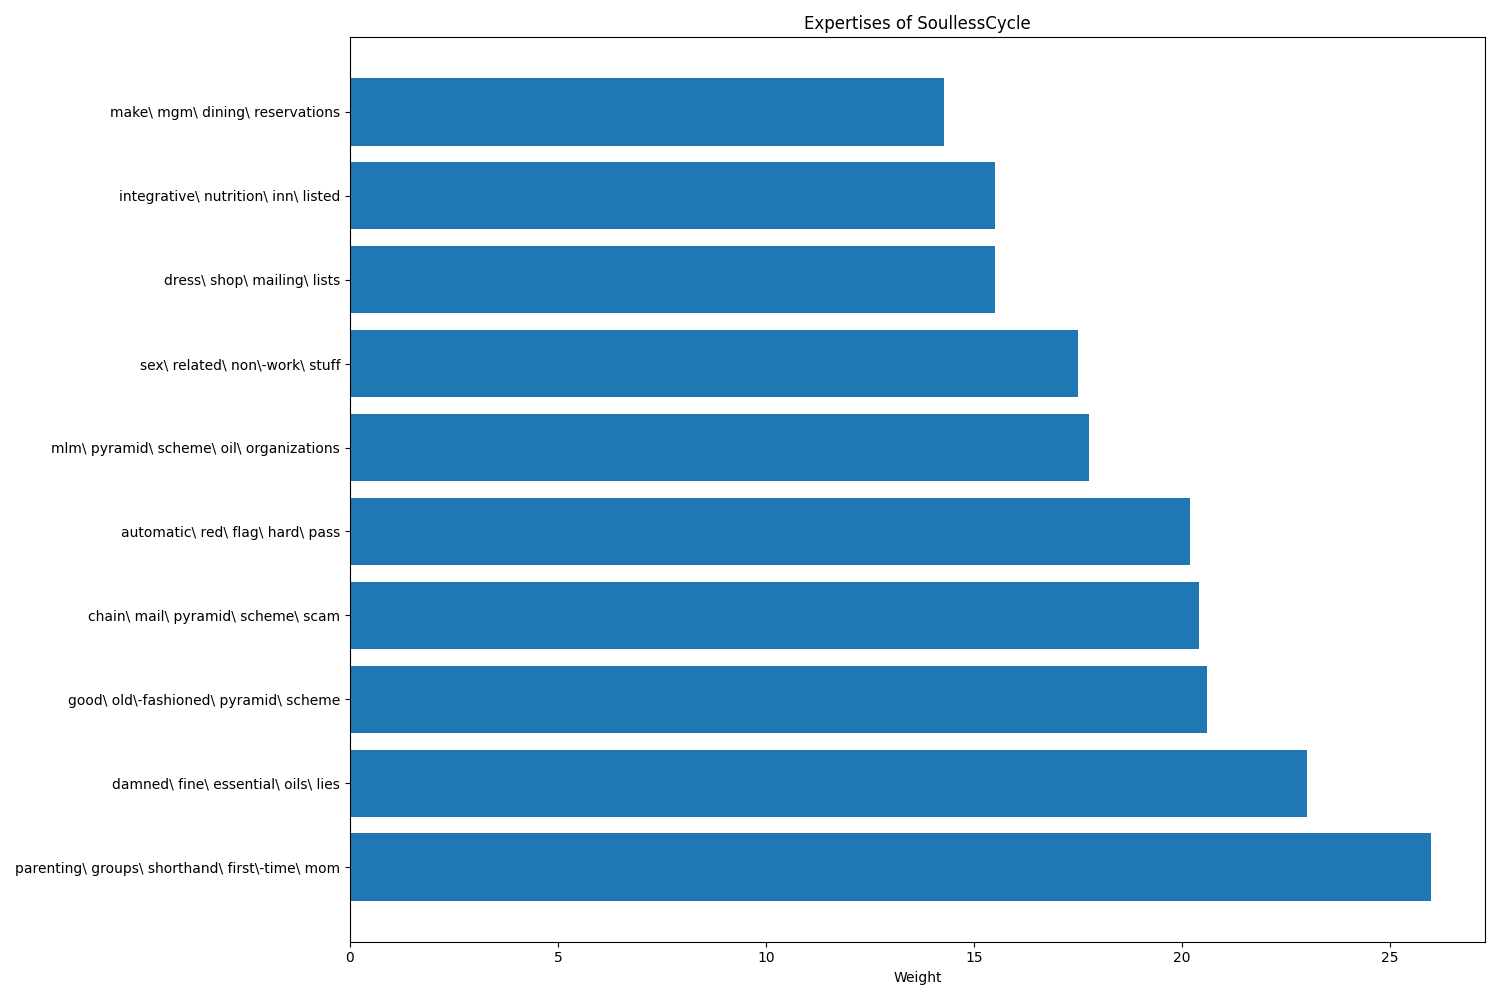 Expertises of SoullessCycle
make\ mgm\ dining\ reservations
integrative\ nutrition\ inn\ listed
dress\ shop\ mailing\ lists
sex\ related\ non\-work\ stuff
mlm\ pyramid\ scheme\ oil\ organizations
automatic\ red\ flag\ hard\ pass
chain\ mail\ pyramid\ scheme\ scam
good\ old\-fashioned\ pyramid\ scheme
damned\ fine\ essential\ oils\ lies
parenting\ groups\ shorthand\ first\-time\ mom
0 5 10 15 20 25
Weight